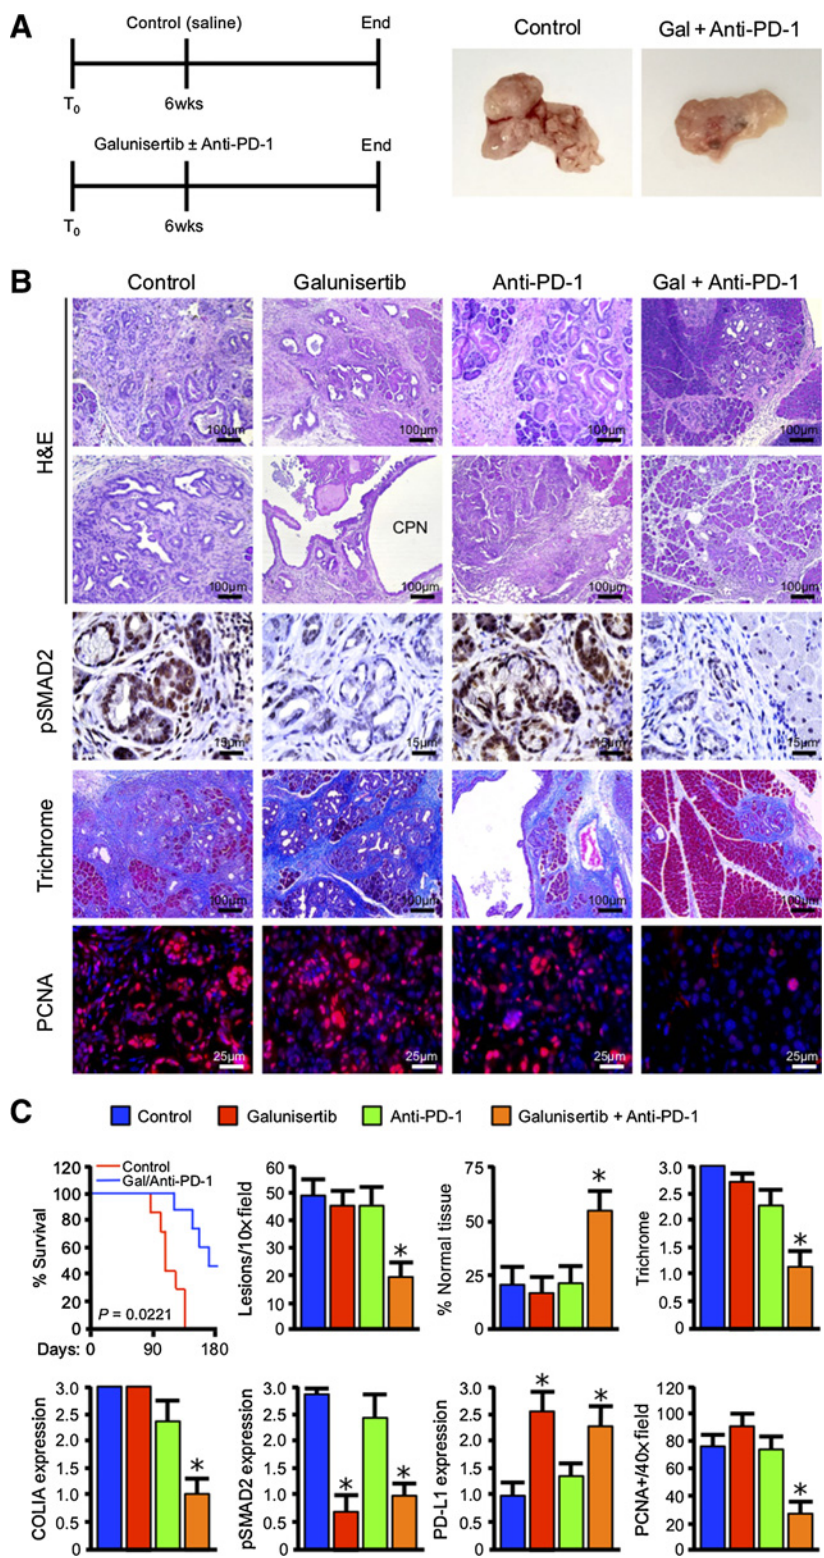 A
Control (saline)
End
T0
6wks
Galunisertib ± Anti-PD-1
End
T0
6wks
Control
Gal + Anti-PD-1
B
Control
Galunisertib
Anti-PD-1
Gal + Anti-PD-1
H&E
100µm
100µm
100µm
100µm
CPN
100µm
100µm
100µm
100µm
pSMAD2
15µm
15µm
15µm
15µm
Trichrome
100µm
100µm
100µm
100µm
PCNA
25µm
25µm
25µm
25µm
C
Control
Galunisertib
Anti-PD-1
Galunisertib + Anti-PD-1
% Survival
120
100
80
60
40
20
0
Control
Gal/Anti-PD-1
P = 0.0221
Days: 0 90 180
Lesions/10x field
60
50
40
30
20
10
0
*
% Normal tissue
75
50
25
0
*
Trichrome
3.0
2.5
2.0
1.5
1.0
0.5
0
*
COLIA expression
3.0
2.5
2.0
1.5
1.0
0.5
0
*
pSMAD2 expression
3.0
2.5
2.0
1.5
1.0
0.5
0
*
*
PD-L1 expression
3.0
2.5
2.0
1.5
1.0
0.5
0
*
*
PCNA+/40x field
120
100
80
60
40
20
0
*